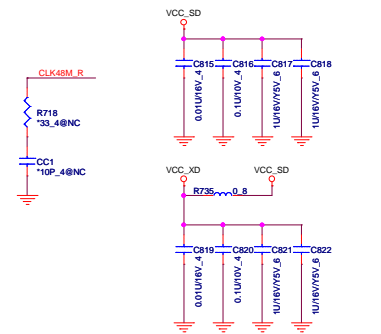 VCC_SD
CLK48M_R
C815
C816
C817
C818
0.01U/16V_4
0.1U/10V_4
1U/16V/Y5V_6
1U/16V/Y5V_6
R718
*33_4@NC
CC1
*10P_4@NC
VCC_XD
VCC_SD
R735
0_8
C819
C820
C821
C822
0.01U/16V_4
0.1U/10V_4
1U/16V/Y5V_6
1U/16V/Y5V_6